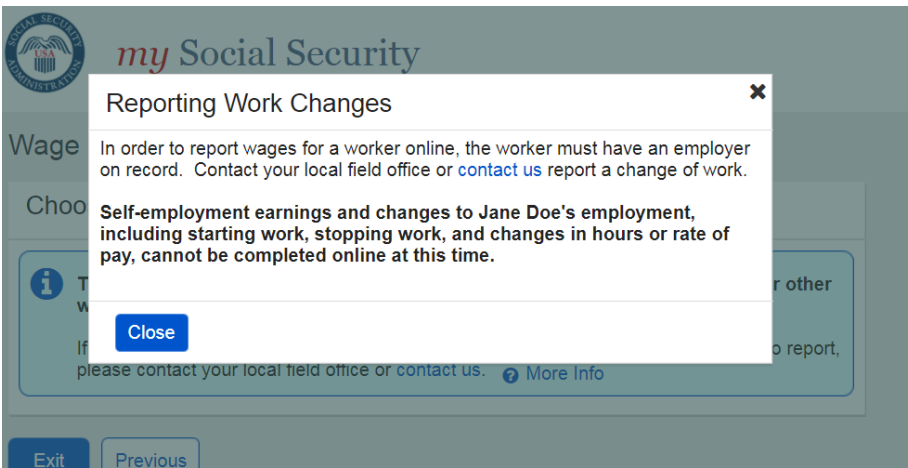 SOCIAL SECURITY ADMINISTRATION
USA
my Social Security
Reporting Work Changes
Wage
In order to report wages for a worker online, the worker must have an employer
on record. Contact your local field office or contact us report a change of work.
Choo
Self-employment earnings and changes to Jane Doe's employment,
including starting work, stopping work, and changes in hours or rate of
pay, cannot be completed online at this time.
r other
Close
If
o report,
please contact your local field office or contact us. More Info
Exit
Previous